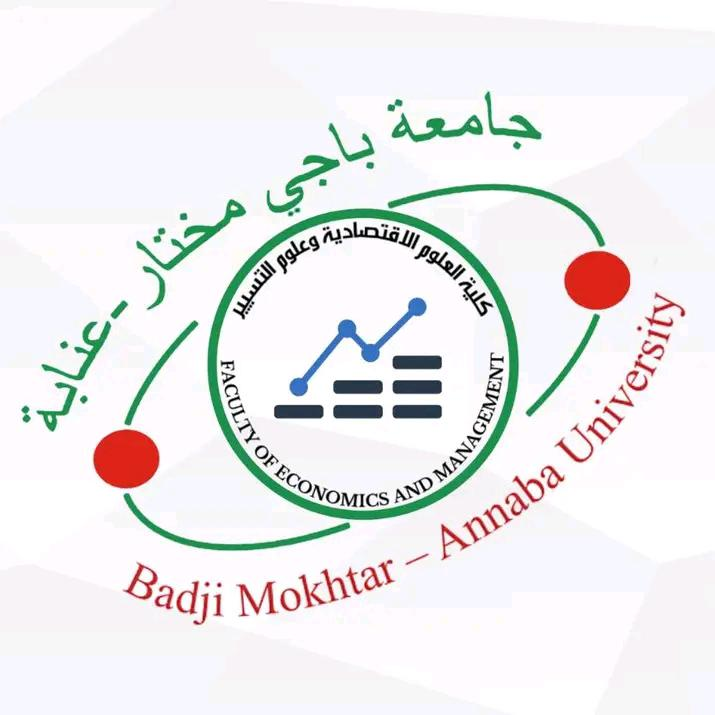 جامعة باجي مختار - عنابة
كلية العلوم الاقتصادية وعلوم التسيير
FACULTY OF ECONOMICS AND MANAGEMENT
Badji Mokhtar – Annaba University